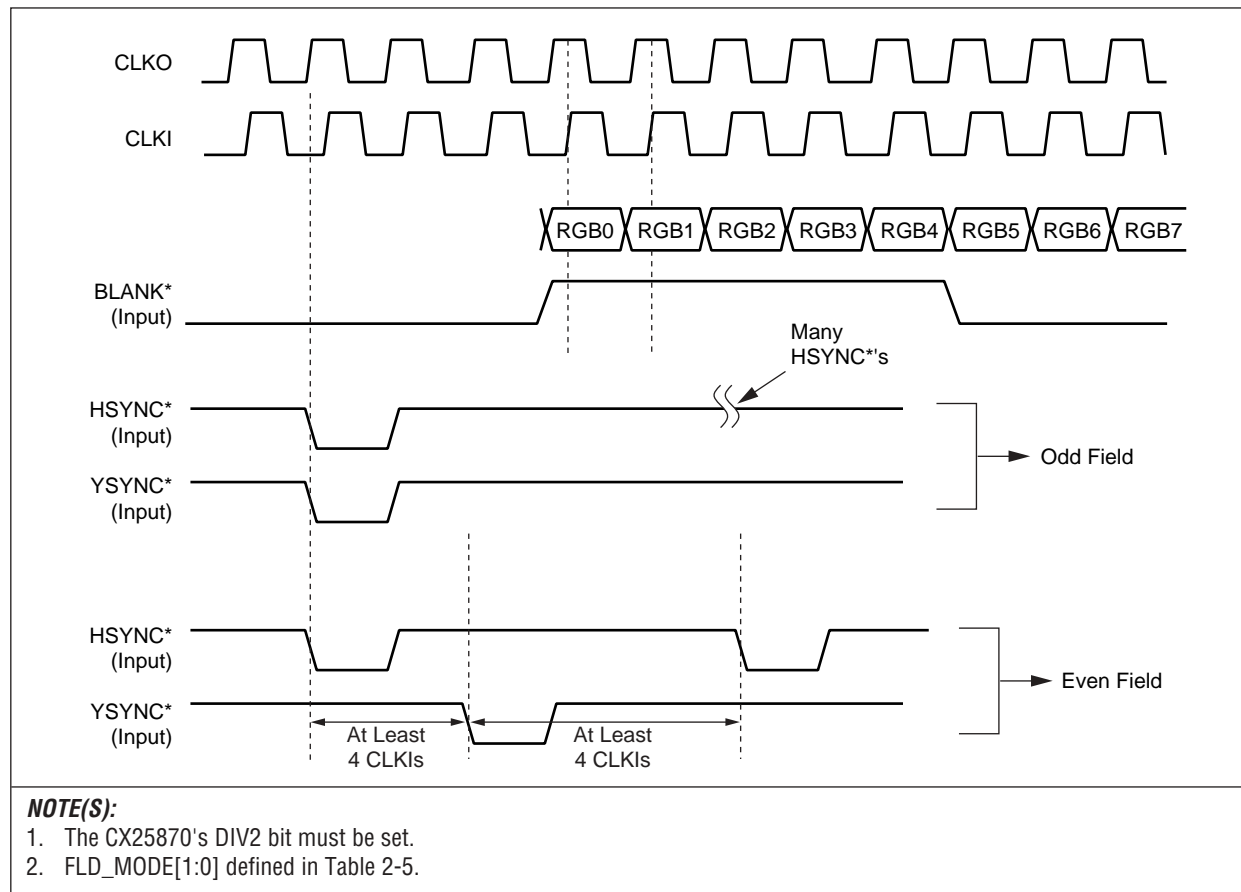 CLKO
CLKI
RGB0 RGB1 RGB2 RGB3 RGB4 RGB5 RGB6 RGB7
BLANK*
(Input)
Many
HSYNC*'s
HSYNC*
(Input)
Odd Field
YSYNC*
(Input)
HSYNC*
(Input)
Even Field
YSYNC*
(Input)
At Least
4 CLKIs
At Least
4 CLKIs
NOTE(S):
1. The CX25870's DIV2 bit must be set.
2. FLD_MODE[1:0] defined in Table 2-5.